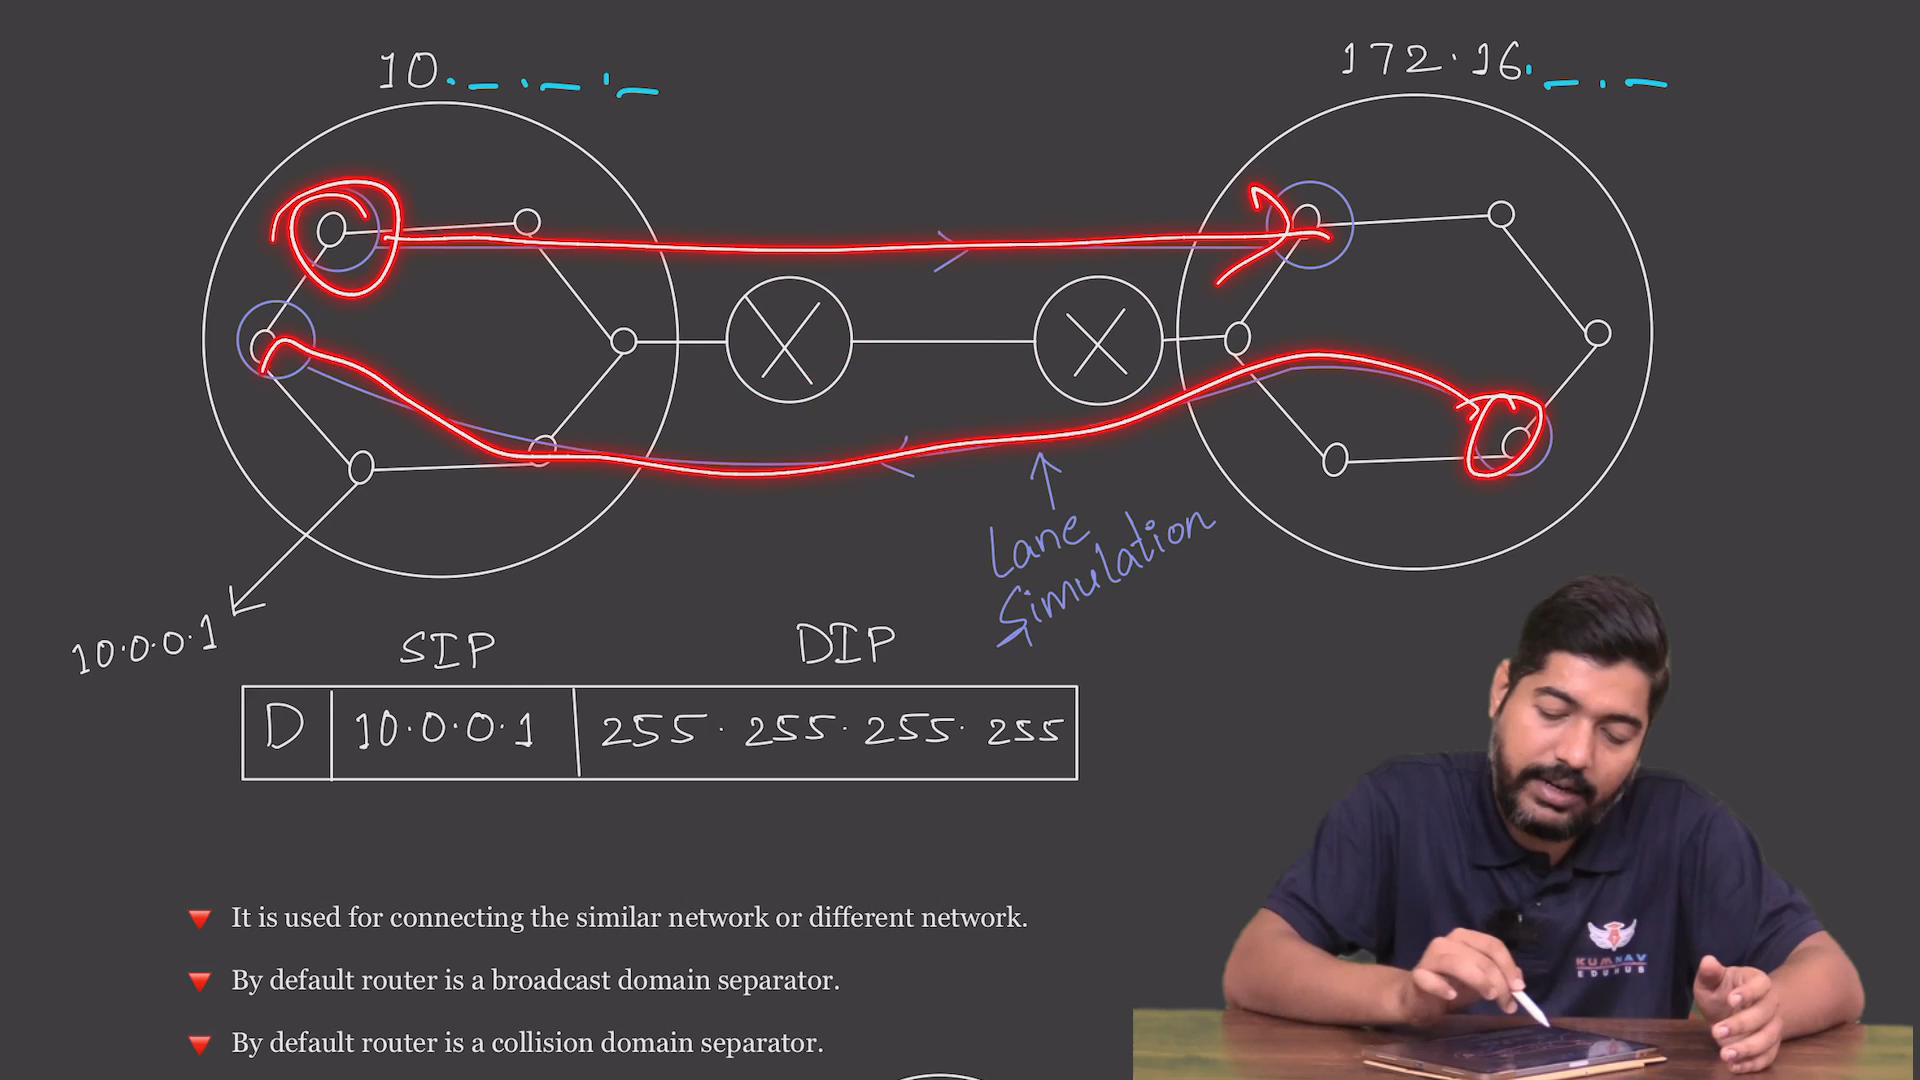 10._._._
172.16._._
Lane
Simulation
10.0.0.1
SIP DIP
D 10.0.0.1 255.255.255.255
It is used for connecting the similar network or different network.
By default router is a broadcast domain separator.
By default router is a collision domain separator.
KUMNAV
EDUHUB